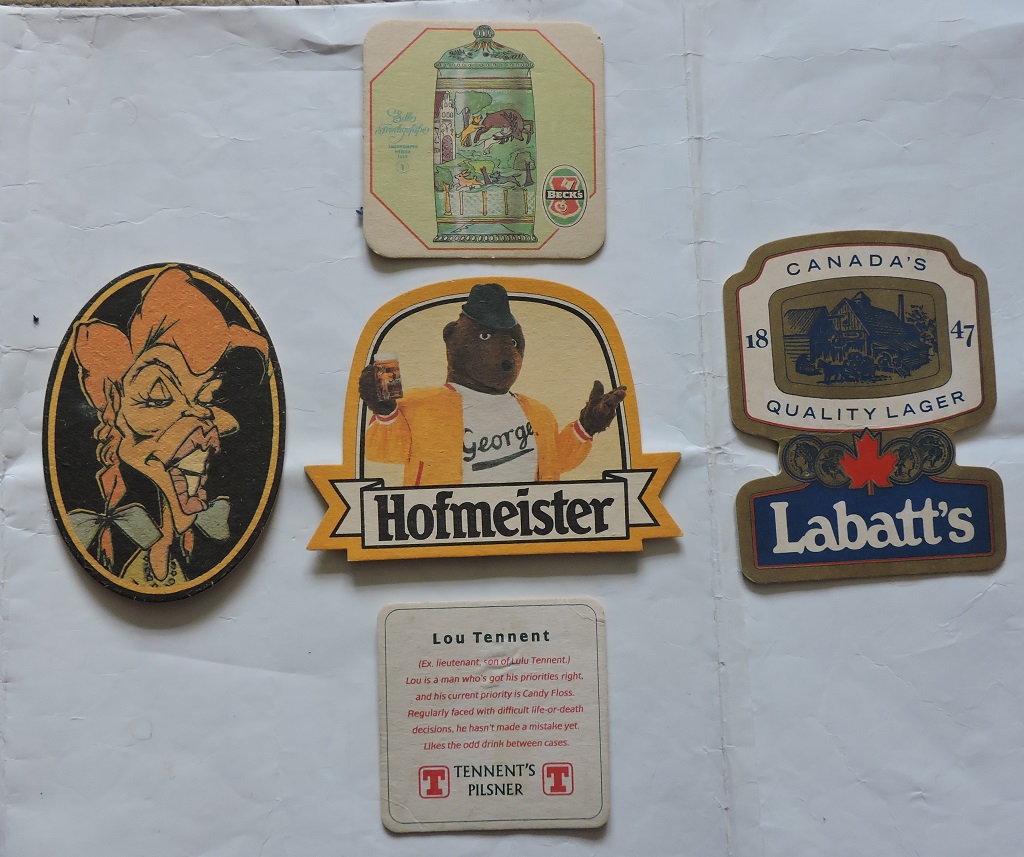 BECK'S
George
Hofmeister
CANADA'S
18 47
QUALITY LAGER
Labatt's
Lou Tennent
(Ex. lieutenant, son of Lulu Tennent.)
Lou is a man who's got his priorities right,
and his current priority is Candy Floss.
Regularly faced with difficult life-or-death
decisions, he hasn't made a mistake yet.
Likes the odd drink between cases.
T TENNENT'S T
PILSNER